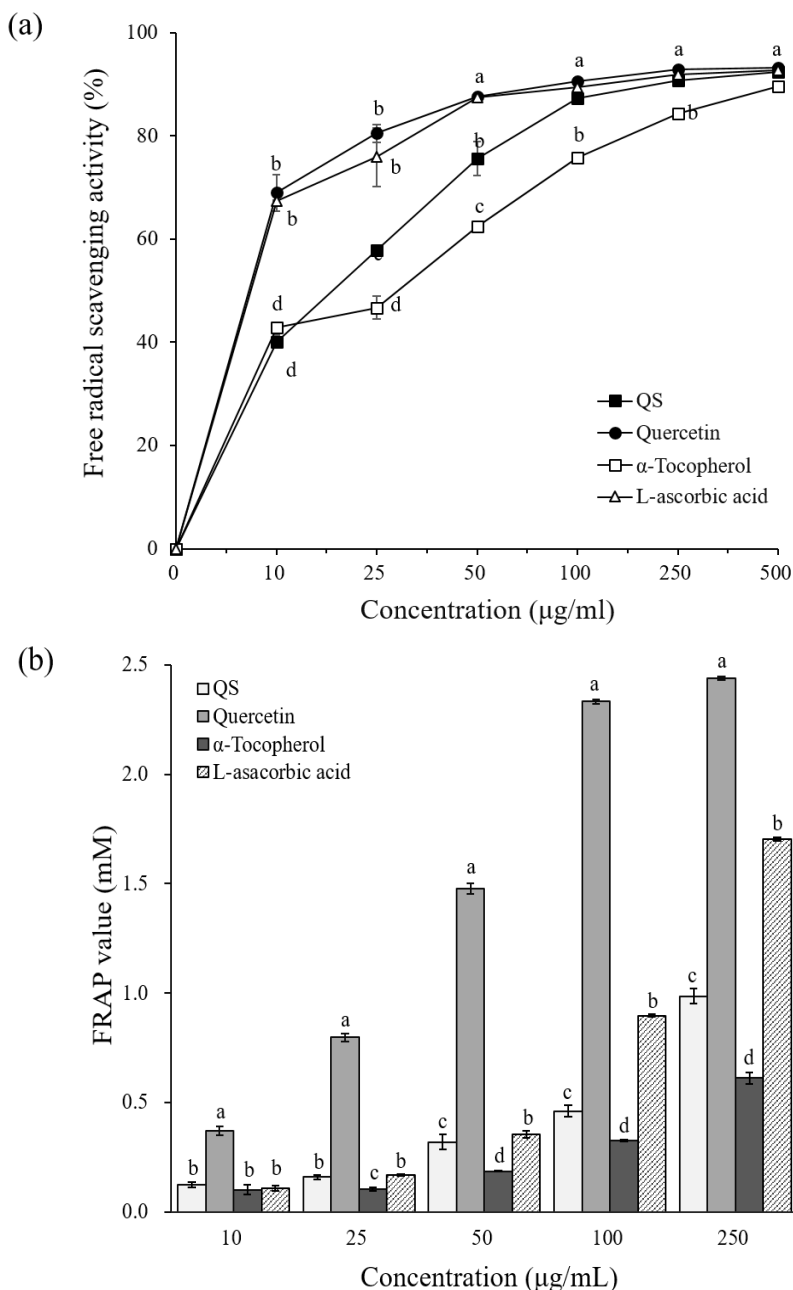 (a)
Free radical scavenging activity (%)
100
80
60
40
20
0
a
a
a
a
b
b
b
b
b
b
b
c
d
d
d
QS
Quercetin
α-Tocopherol
L-ascorbic acid
0 10 25 50 100 250 500
Concentration (μg/ml)
(b)
FRAP value (mM)
2.5
2.0
1.5
1.0
0.5
0.0
QS
Quercetin
α-Tocopherol
L-asacorbic acid
b a b b
b a c b
c a d b
c a d b
c a d b
10 25 50 100 250
Concentration (μg/mL)